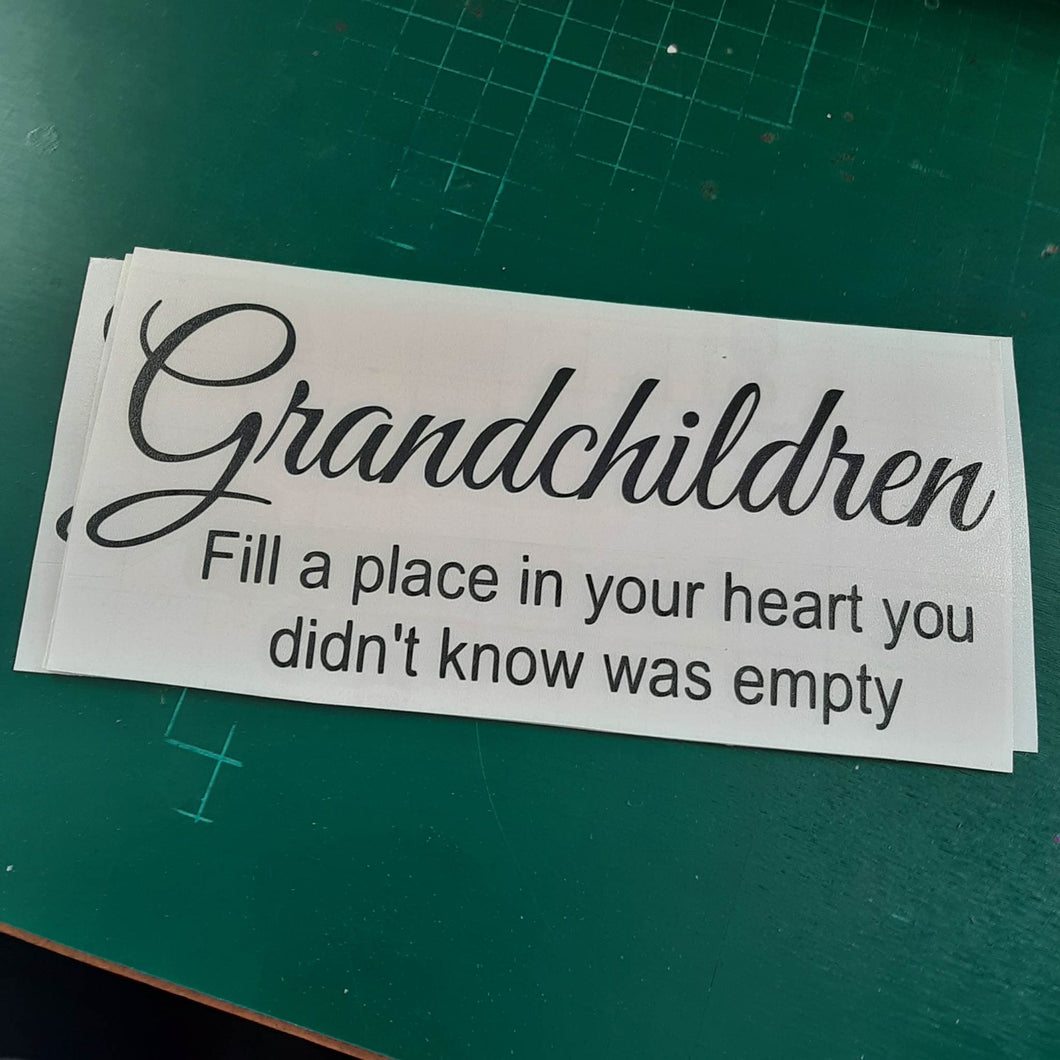 Grandchildren
Fill a place in your heart you
didn't know was empty